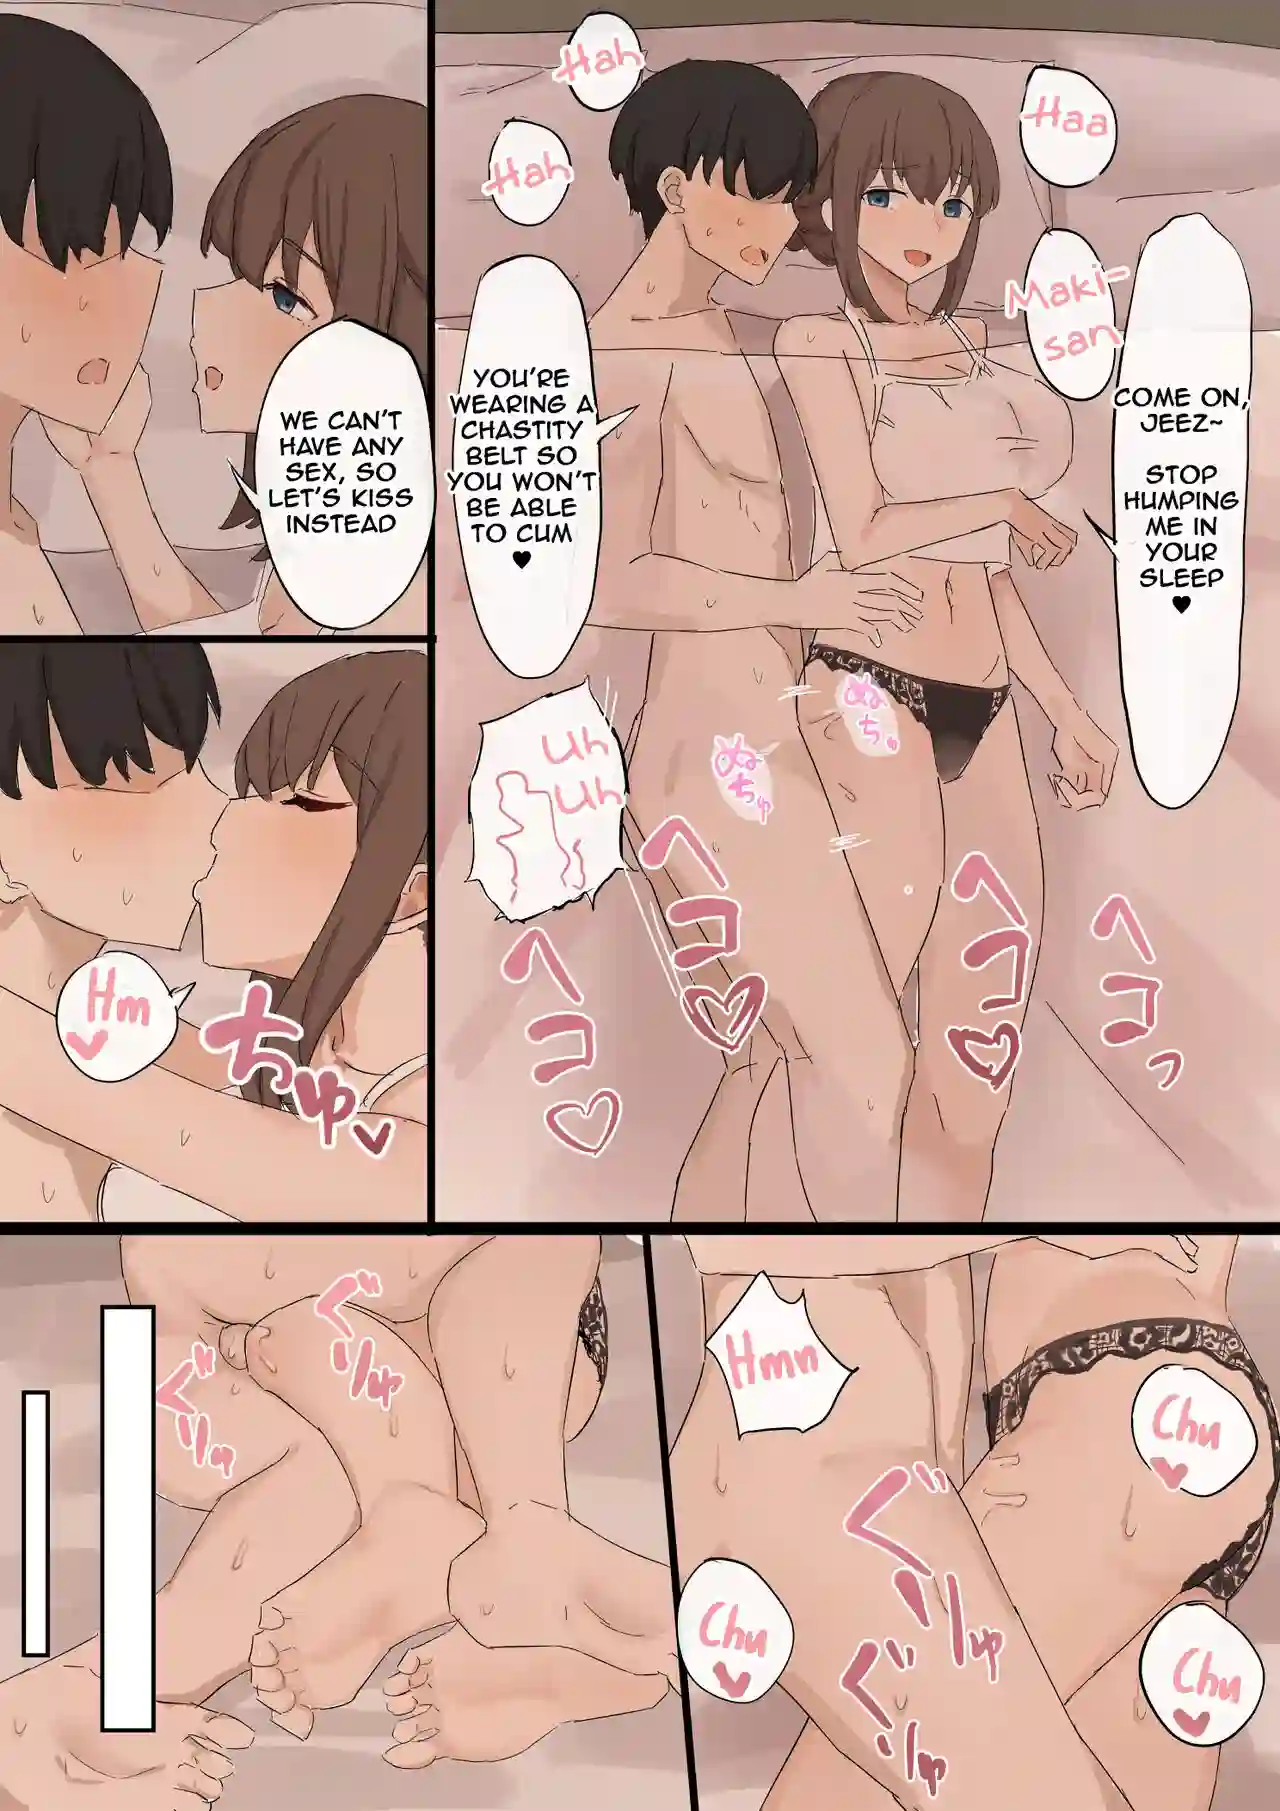 Hah
Haa
Hah
Maki-
san
COME ON,
JEEZ~
STOP
HUMPING
ME IN
YOUR
SLEEP
♥
YOU'RE
WEARING A
CHASTITY
BELT SO
YOU WON'T
BE ABLE
TO CUM
♥
Uh
Uh
ぬち
ゅ
ぬちゅ
ヘコ♡
ヘコ♡
ヘコ♡
ヘコっ
WE CAN'T
HAVE ANY
SEX, SO
LET'S KISS
INSTEAD
Hm
♥
ちゅ♥
Hmn
Chu
♥
Chu
♥
Chu
♥
ぐりゅ
ぐりゅ
ぐりゅ
ぐりゅ